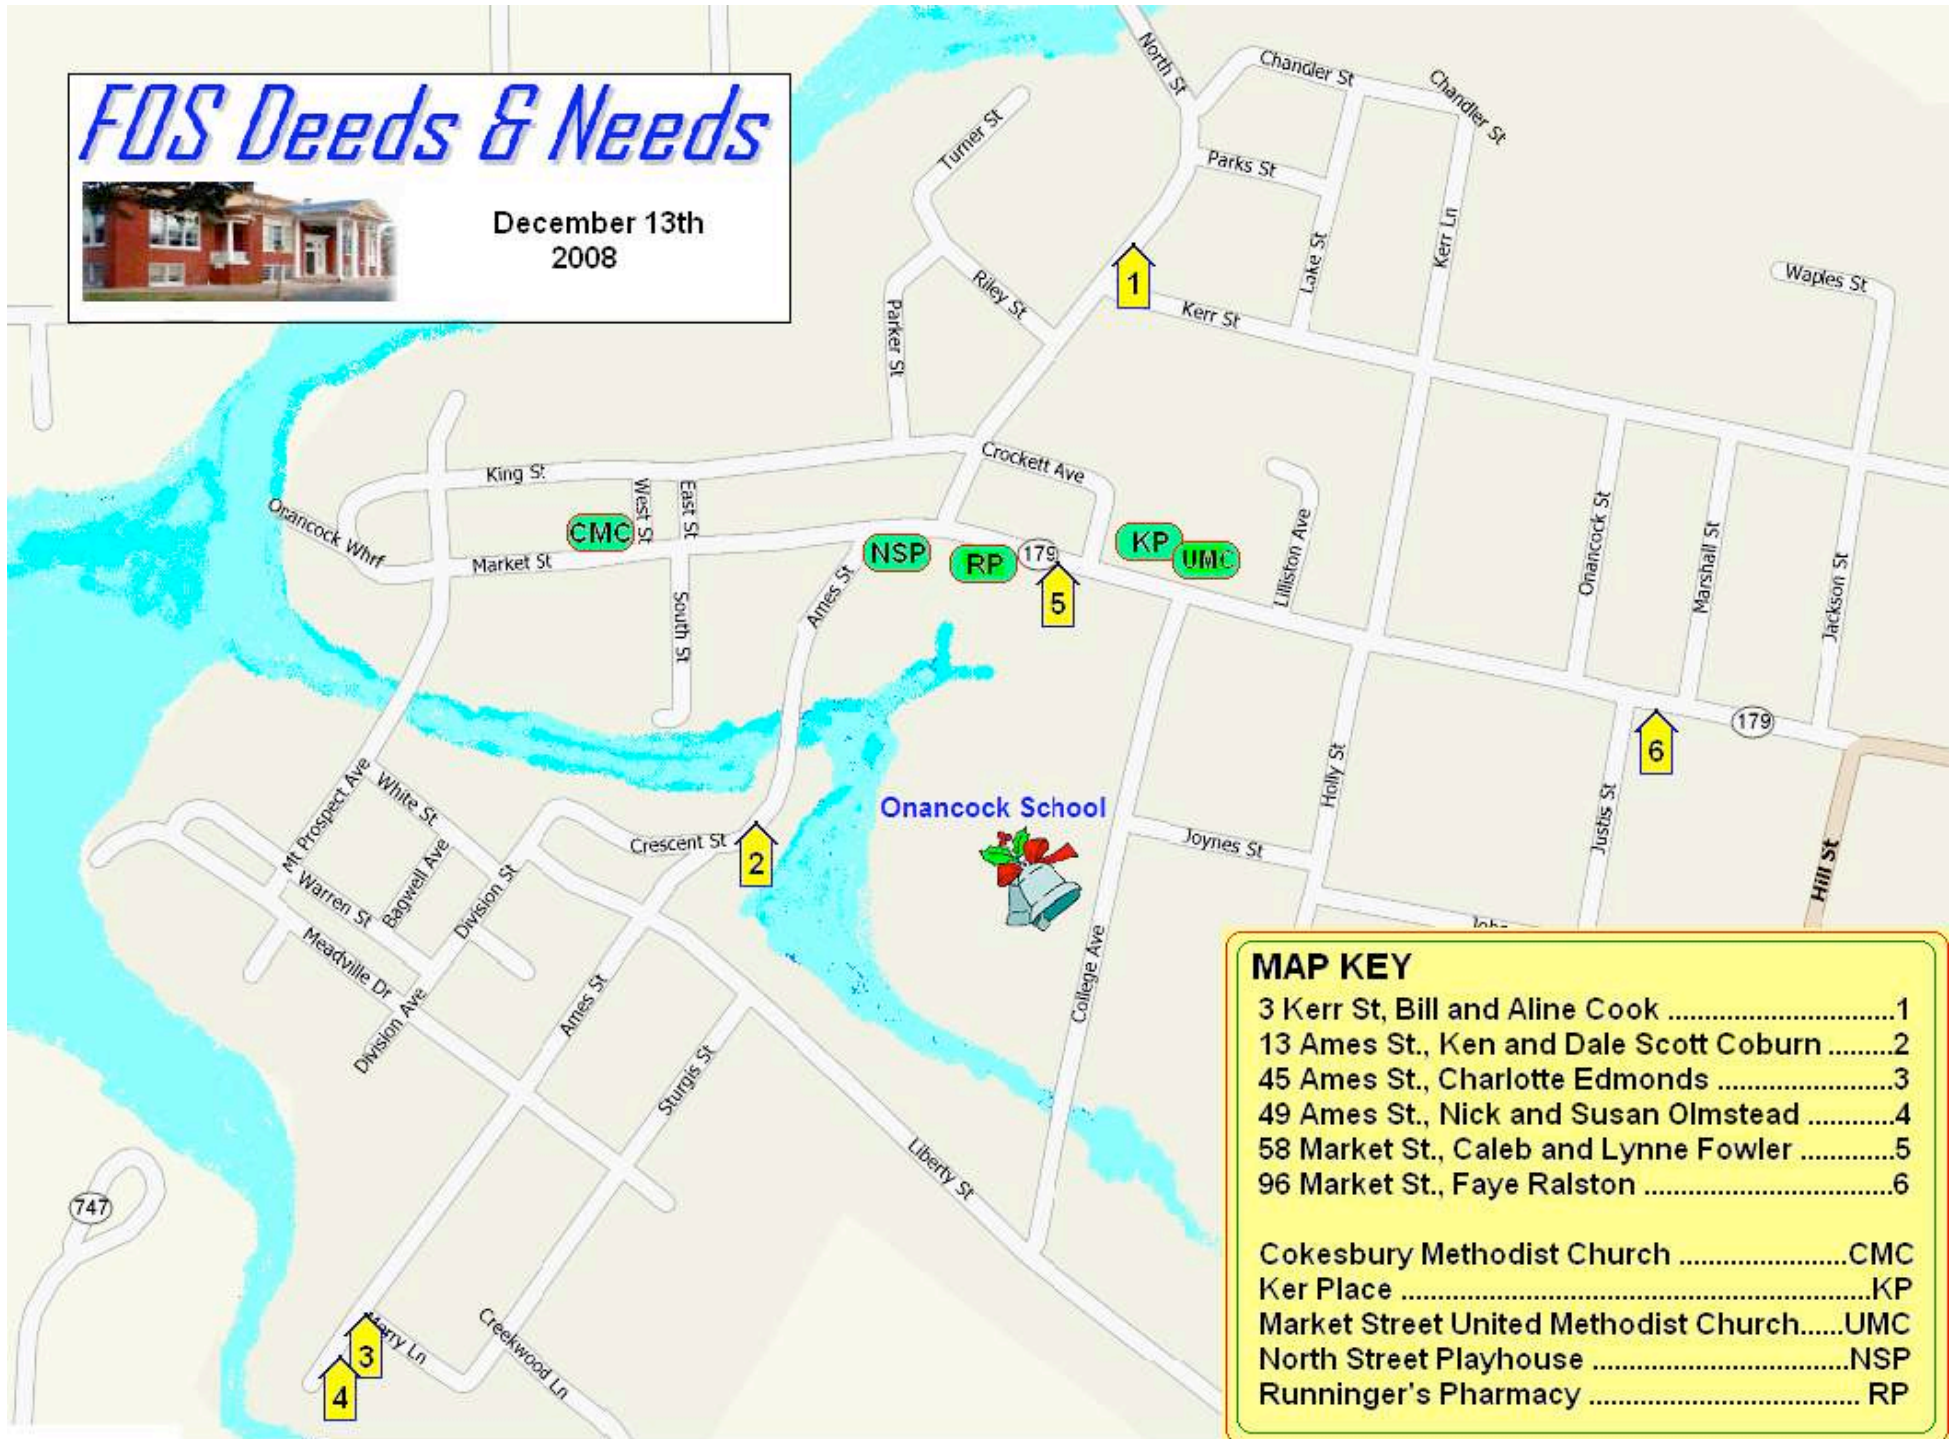 FOS Deeds & Needs
December 13th
2008
North St
Chandler St
Chandler St
Turner St
Parks St
Kerr Ln
Lake St
Waples St
1
Riley St
Kerr St
Parker St
Crockett Ave
King St
West St
East St
Onancock Whrf
CMC
Market St
NSP
RP
179
KP
UMC
5
Lilliston Ave
Onancock St
Marshall St
Jackson St
Ames St
South St
179
6
Mt Prospect Ave
White St
Holly St
Justis St
Onancock School
Crescent St
2
Joynes St
Hill St
Warren St
Bagwell Ave
Division St
Meadville Dr
Division Ave
Ames St
College Ave
Sturgis St
Liberty St
747
Creekwood Ln
3
4
MAP KEY
3 Kerr St, Bill and Aline Cook ............................1
13 Ames St., Ken and Dale Scott Coburn ........2
45 Ames St., Charlotte Edmonds ......................3
49 Ames St., Nick and Susan Olmstead ...........4
58 Market St., Caleb and Lynne Fowler ............5
96 Market St., Faye Ralston ...............................6
Cokesbury Methodist Church .....................CMC
Ker Place ..........................................................KP
Market Street United Methodist Church......UMC
North Street Playhouse ................................NSP
Runninger's Pharmacy .................................. RP